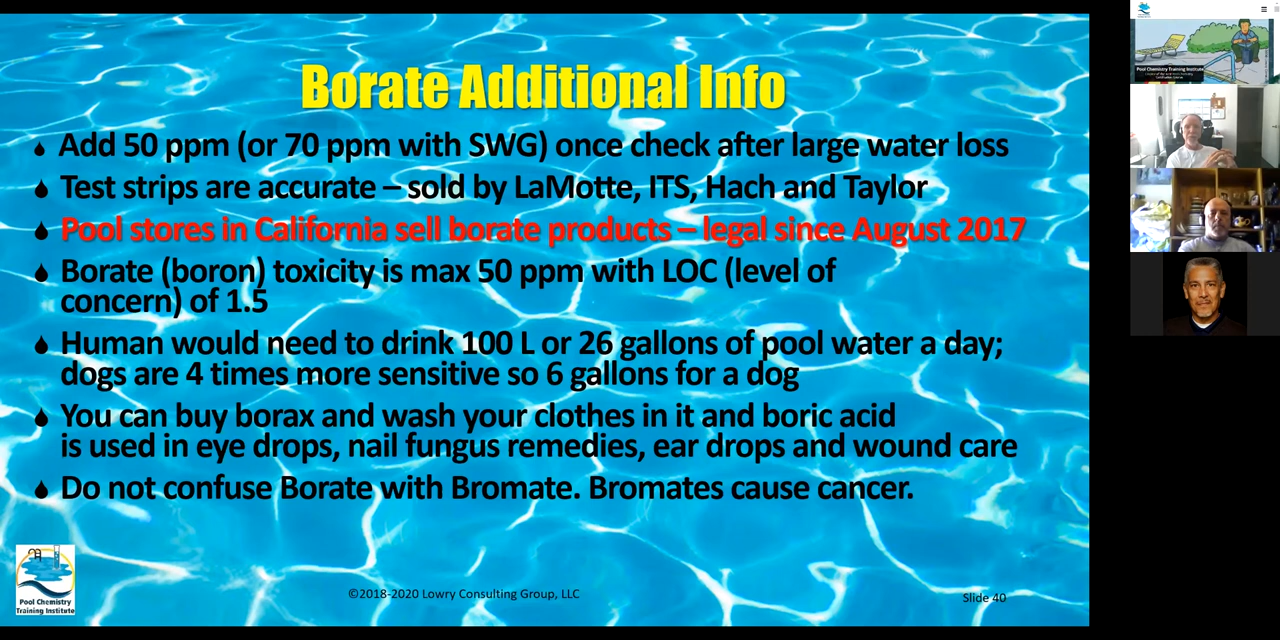 Borate Additional Info
Add 50 ppm (or 70 ppm with SWG) once check after large water loss
Test strips are accurate – sold by LaMotte, ITS, Hach and Taylor
Pool stores in California sell borate products – legal since August 2017
Borate (boron) toxicity is max 50 ppm with LOC (level of
concern) of 1.5
Human would need to drink 100 L or 26 gallons of pool water a day;
dogs are 4 times more sensitive so 6 gallons for a dog
You can buy borax and wash your clothes in it and boric acid
is used in eye drops, nail fungus remedies, ear drops and wound care
Do not confuse Borate with Bromate. Bromates cause cancer.
Pool Chemistry
Training Institute
©2018-2020 Lowry Consulting Group, LLC
Slide 40
Pool Chemistry Training Institute